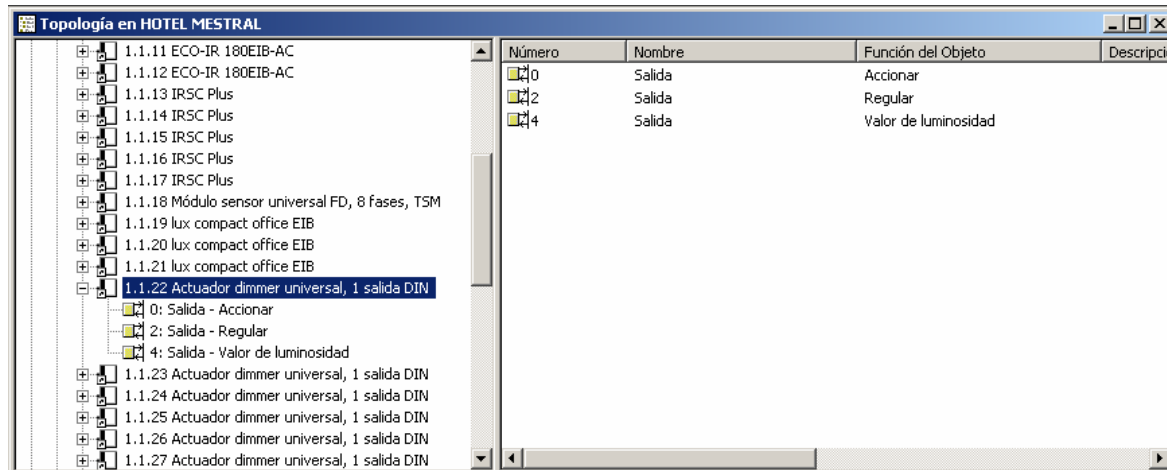 Topología en HOTEL MESTRAL
1.1.11 ECO-IR 180EIB-AC
1.1.12 ECO-IR 180EIB-AC
1.1.13 IRSC Plus
1.1.14 IRSC Plus
1.1.15 IRSC Plus
1.1.16 IRSC Plus
1.1.17 IRSC Plus
1.1.18 Módulo sensor universal FD, 8 fases, TSM
1.1.19 lux compact office EIB
1.1.20 lux compact office EIB
1.1.21 lux compact office EIB
1.1.22 Actuador dimmer universal, 1 salida DIN
0: Salida - Accionar
2: Salida - Regular
4: Salida - Valor de luminosidad
1.1.23 Actuador dimmer universal, 1 salida DIN
1.1.24 Actuador dimmer universal, 1 salida DIN
1.1.25 Actuador dimmer universal, 1 salida DIN
1.1.26 Actuador dimmer universal, 1 salida DIN
1.1.27 Actuador dimmer universal, 1 salida DIN
Número Nombre Función del Objeto Descripci
0 Salida Accionar
2 Salida Regular
4 Salida Valor de luminosidad